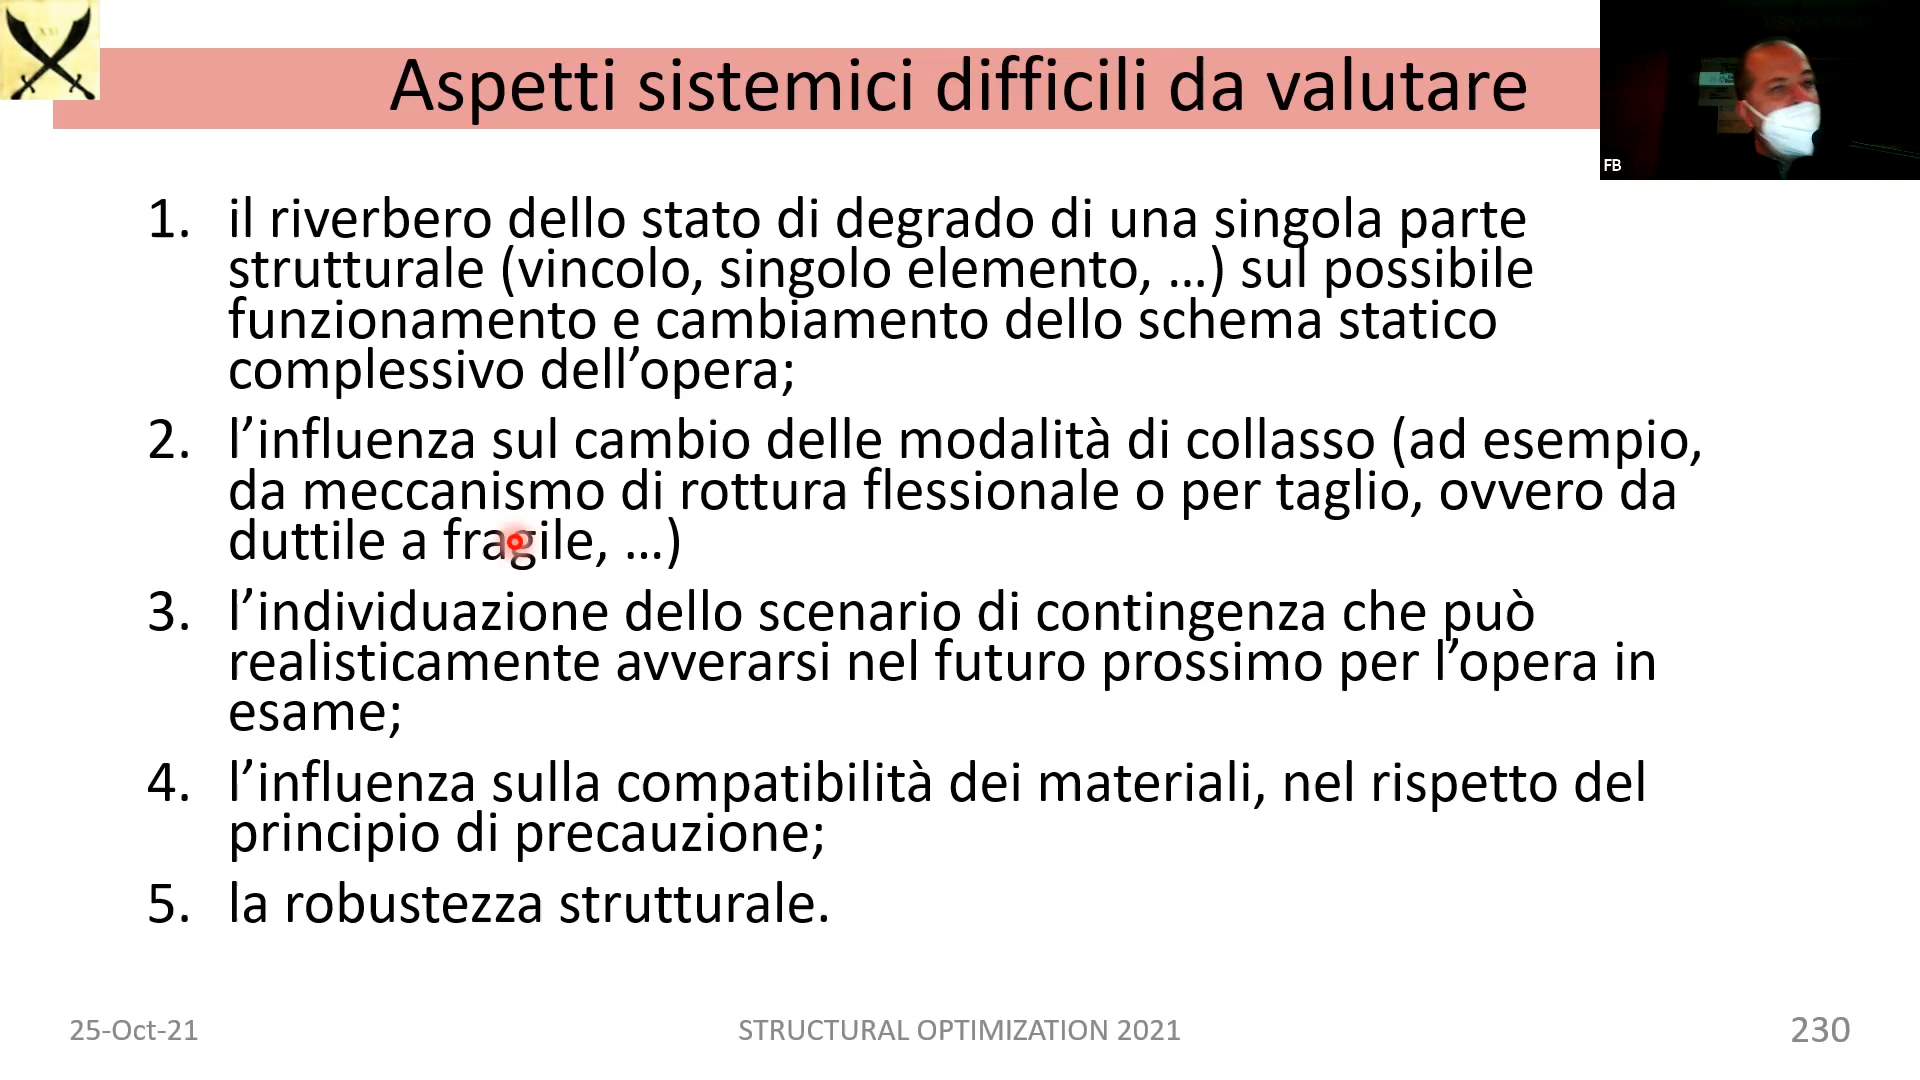 Aspetti sistemici difficili da valutare
FB
1. il riverbero dello stato di degrado di una singola parte
strutturale (vincolo, singolo elemento, …) sul possibile
funzionamento e cambiamento dello schema statico
complessivo dell’opera;
2. l’influenza sul cambio delle modalità di collasso (ad esempio,
da meccanismo di rottura flessionale o per taglio, ovvero da
duttile a fragile, …)
3. l’individuazione dello scenario di contingenza che può
realisticamente avverarsi nel futuro prossimo per l’opera in
esame;
4. l’influenza sulla compatibilità dei materiali, nel rispetto del
principio di precauzione;
5. la robustezza strutturale.
25-Oct-21
STRUCTURAL OPTIMIZATION 2021
230